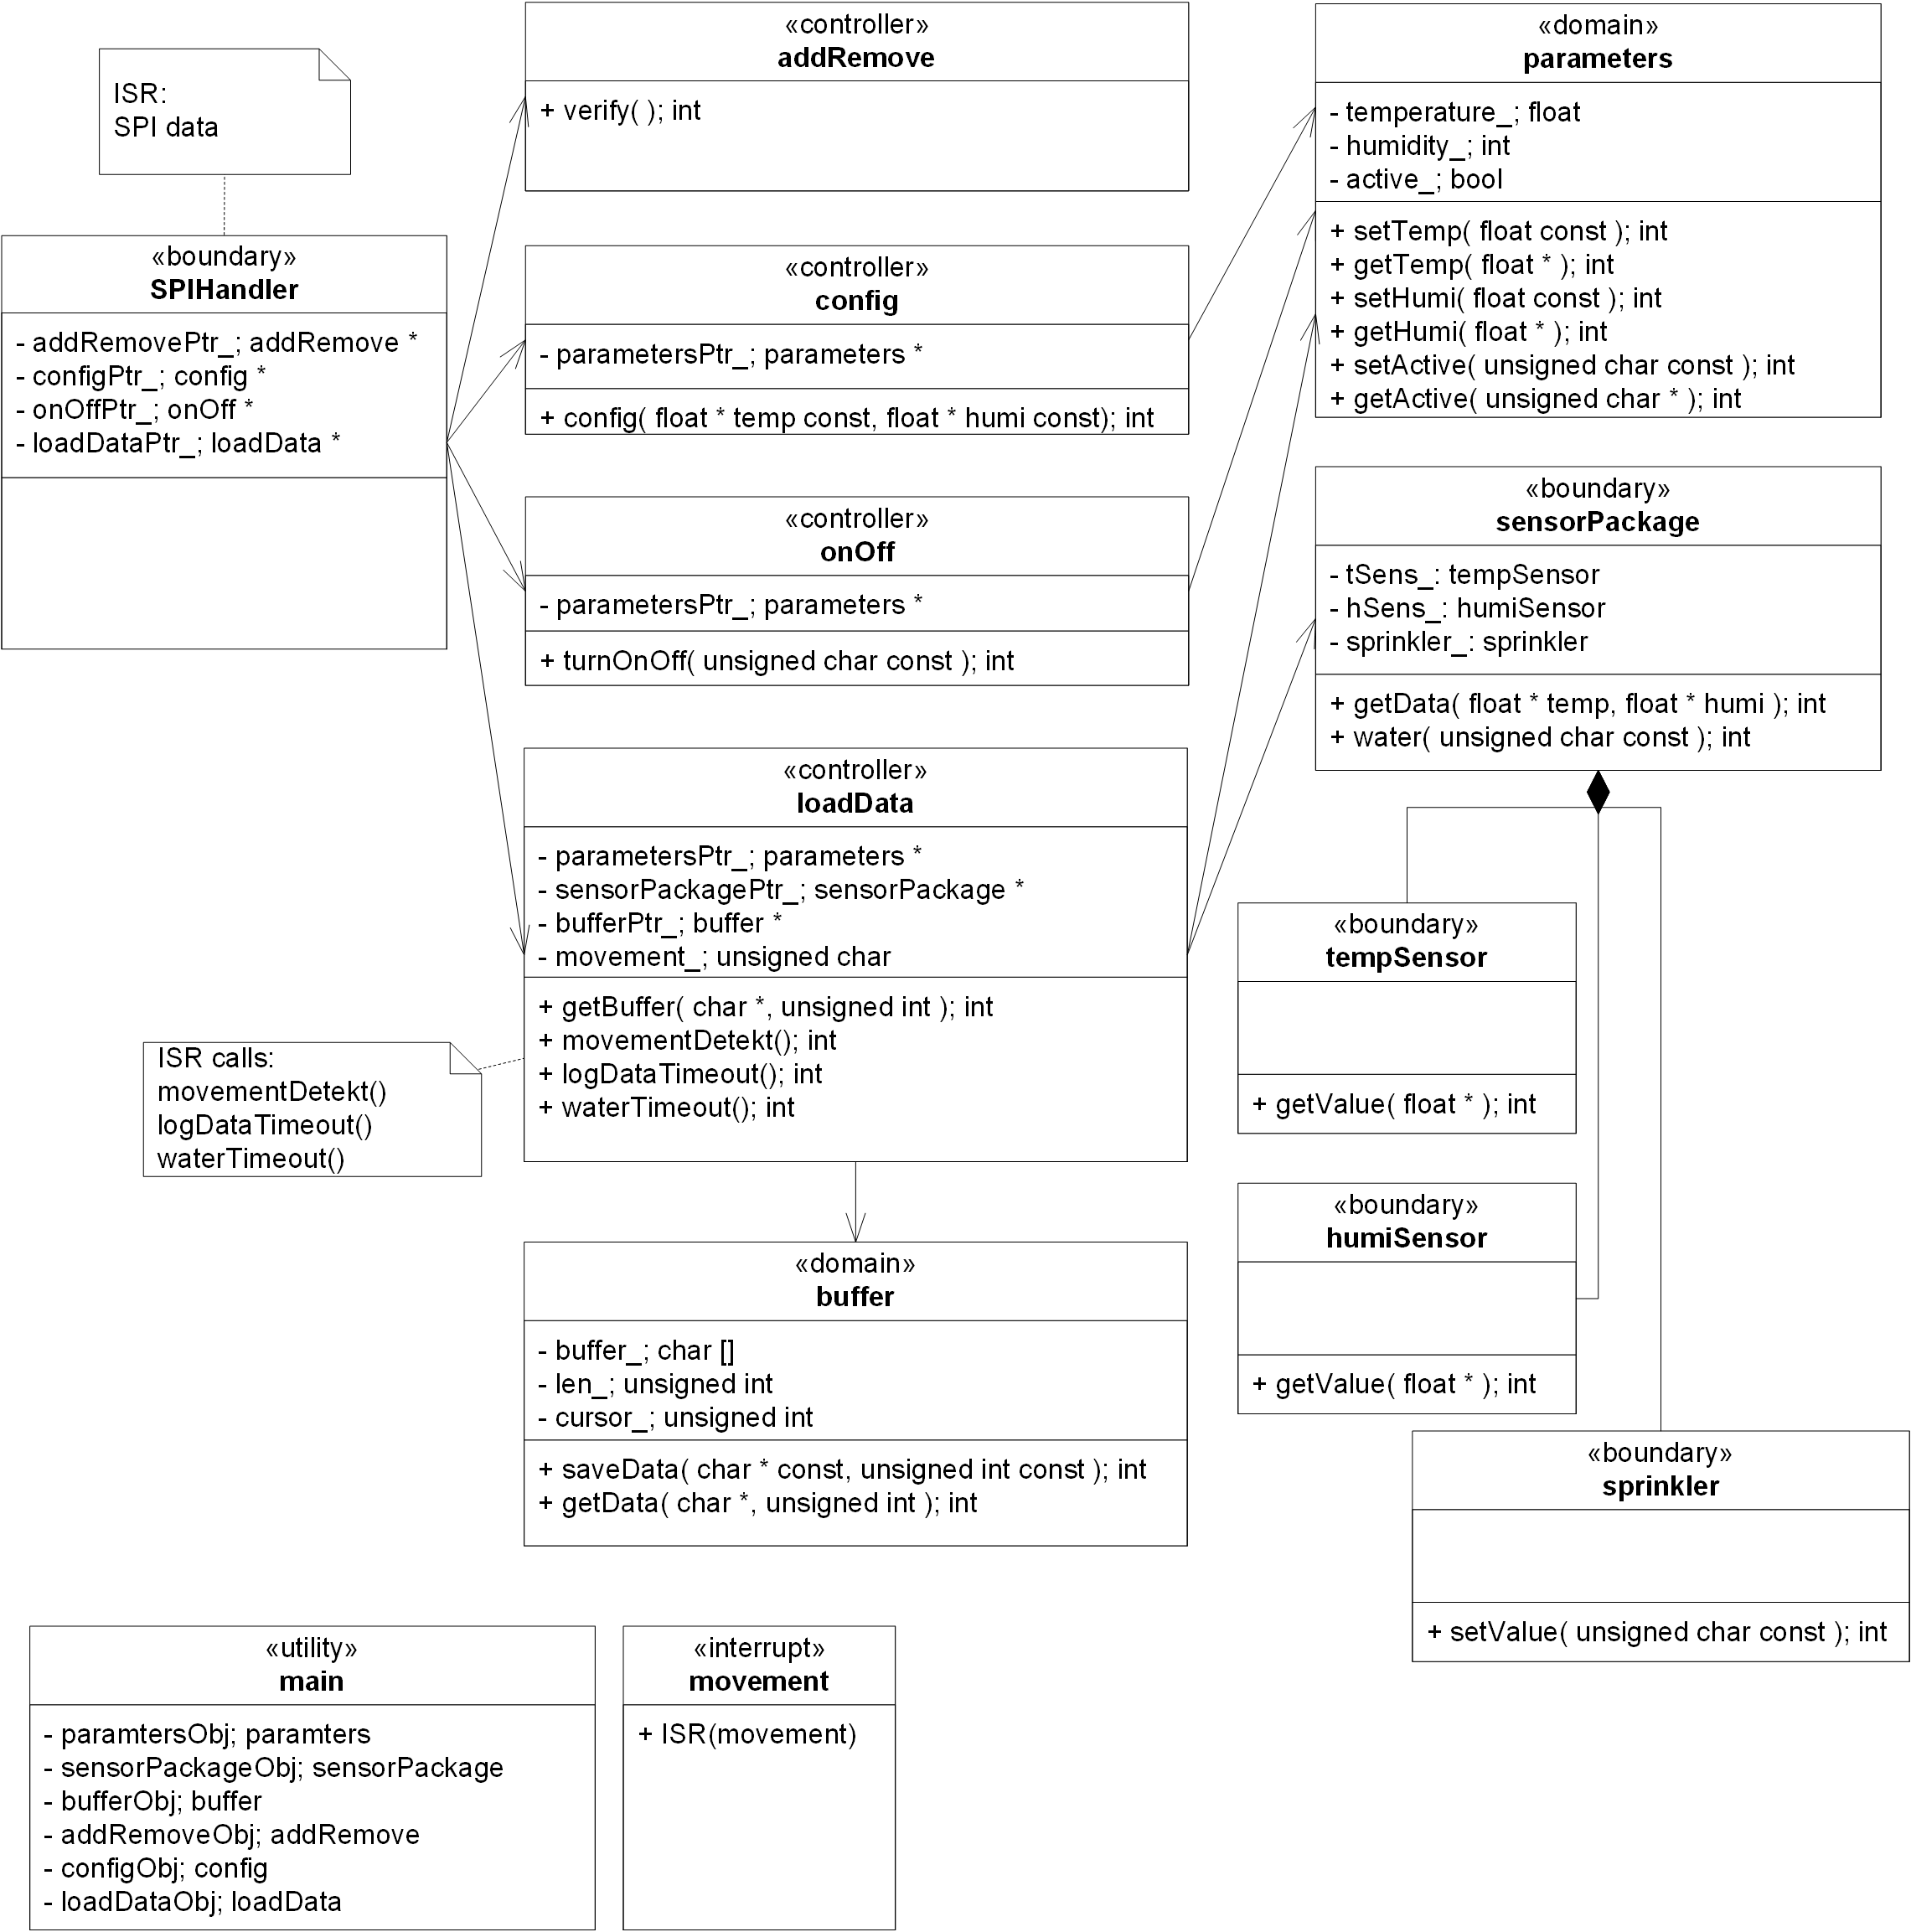 ISR:
SPI data
«boundary»
SPIHandler
- addRemovePtr_; addRemove *
- configPtr_; config *
- onOffPtr_; onOff *
- loadDataPtr_; loadData *
«controller»
addRemove
+ verify( ); int
«controller»
config
- parametersPtr_; parameters *
+ config( float * temp const, float * humi const); int
«controller»
onOff
- parametersPtr_; parameters *
+ turnOnOff( unsigned char const ); int
«controller»
loadData
- parametersPtr_; parameters *
- sensorPackagePtr_; sensorPackage *
- bufferPtr_; buffer *
- movement_; unsigned char
+ getBuffer( char *, unsigned int ); int
+ movementDetekt(); int
+ logDataTimeout(); int
+ waterTimeout(); int
ISR calls:
movementDetekt()
logDataTimeout()
waterTimeout()
«domain»
buffer
- buffer_; char []
- len_; unsigned int
- cursor_; unsigned int
+ saveData( char * const, unsigned int const ); int
+ getData( char *, unsigned int ); int
«domain»
parameters
- temperature_; float
- humidity_; int
- active_; bool
+ setTemp( float const ); int
+ getTemp( float * ); int
+ setHumi( float const ); int
+ getHumi( float * ); int
+ setActive( unsigned char const ); int
+ getActive( unsigned char * ); int
«boundary»
sensorPackage
- tSens_: tempSensor
- hSens_: humiSensor
- sprinkler_: sprinkler
+ getData( float * temp, float * humi ); int
+ water( unsigned char const ); int
«boundary»
tempSensor
+ getValue( float * ); int
«boundary»
humiSensor
+ getValue( float * ); int
«boundary»
sprinkler
+ setValue( unsigned char const ); int
«utility»
main
- paramtersObj; paramters
- sensorPackageObj; sensorPackage
- bufferObj; buffer
- addRemoveObj; addRemove
- configObj; config
- loadDataObj; loadData
«interrupt»
movement
+ ISR(movement)